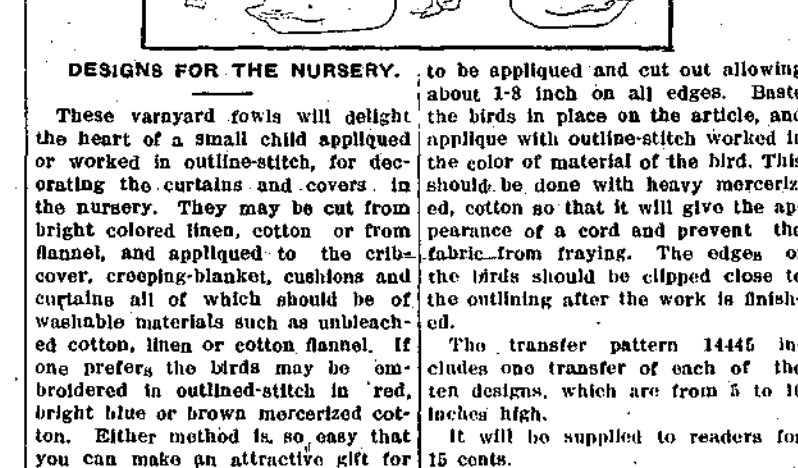 DESIGNS FOR THE NURSERY.
These varnyard fowls will delight
the heart of a small child appliqued
or worked in outline-stitch, for dec-
orating the curtains and covers in
the nursery. They may be cut from
bright colored linen, cotton or from
flannel, and appliqued to the crib-
cover, creeping-blanket, cushions and
curtains all of which should be of
washable materials such as unbleach-
ed cotton, linen or cotton flannel. If
one prefers the birds may be em-
broidered in outlined-stitch in red,
bright blue or brown mercerized cot-
ton. Either method is so easy that
you can make an attractive gift for
to be appliqued and cut out allowing
about 1-8 inch on all edges. Baste
the birds in place on the article, and
applique with outline-stitch worked in
the color of material of the bird. This
should be done with heavy merceriz-
ed, cotton so that it will give the ap-
pearance of a cord and prevent the
fabric from fraying. The edges of
the birds should be clipped close to
the outlining after the work is finish-
ed.
The transfer pattern 14445 in-
cludes one transfer of each of the
ten designs, which are from 5 to
inches high.
It will be supplied to readers for
15 cents.